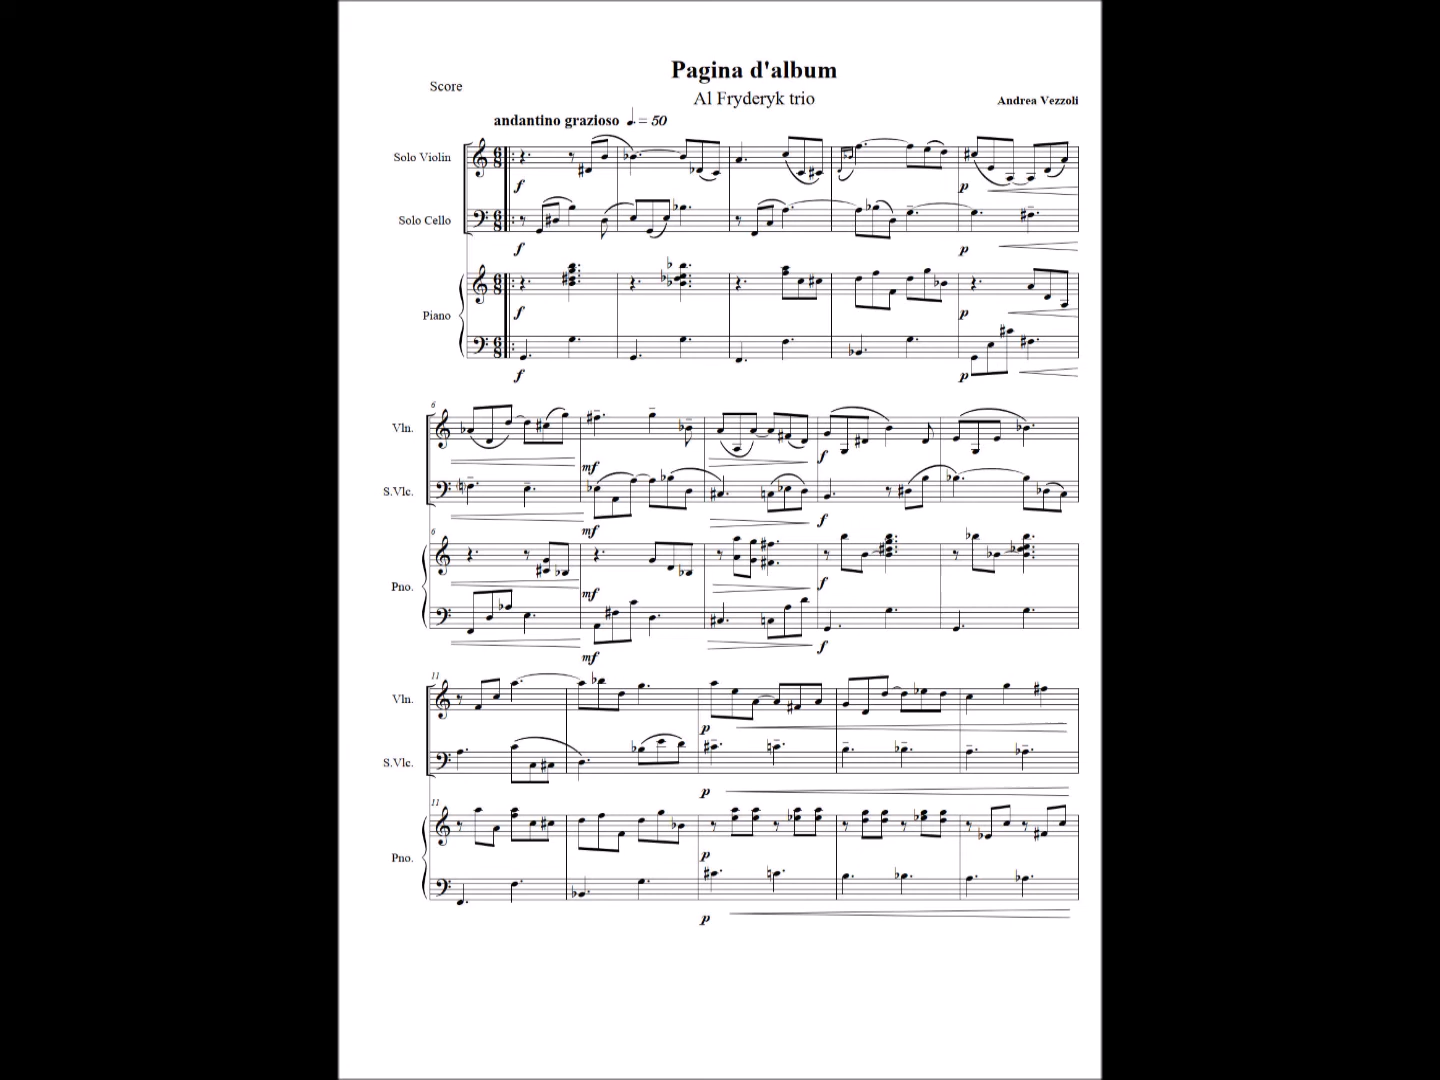 Pagina d'album
Score
Al Fryderyk trio
Andrea Vezzoli
andantino grazioso ♩. = 50
Solo Violin
f
p
Solo Cello
f
p
Piano
f
p
f
p
6
Vln.
mf
f
S.Vlc.
mf
f
6
Pno.
mf
f
mf
f
11
Vln.
p
S.Vlc.
p
11
Pno.
p
p